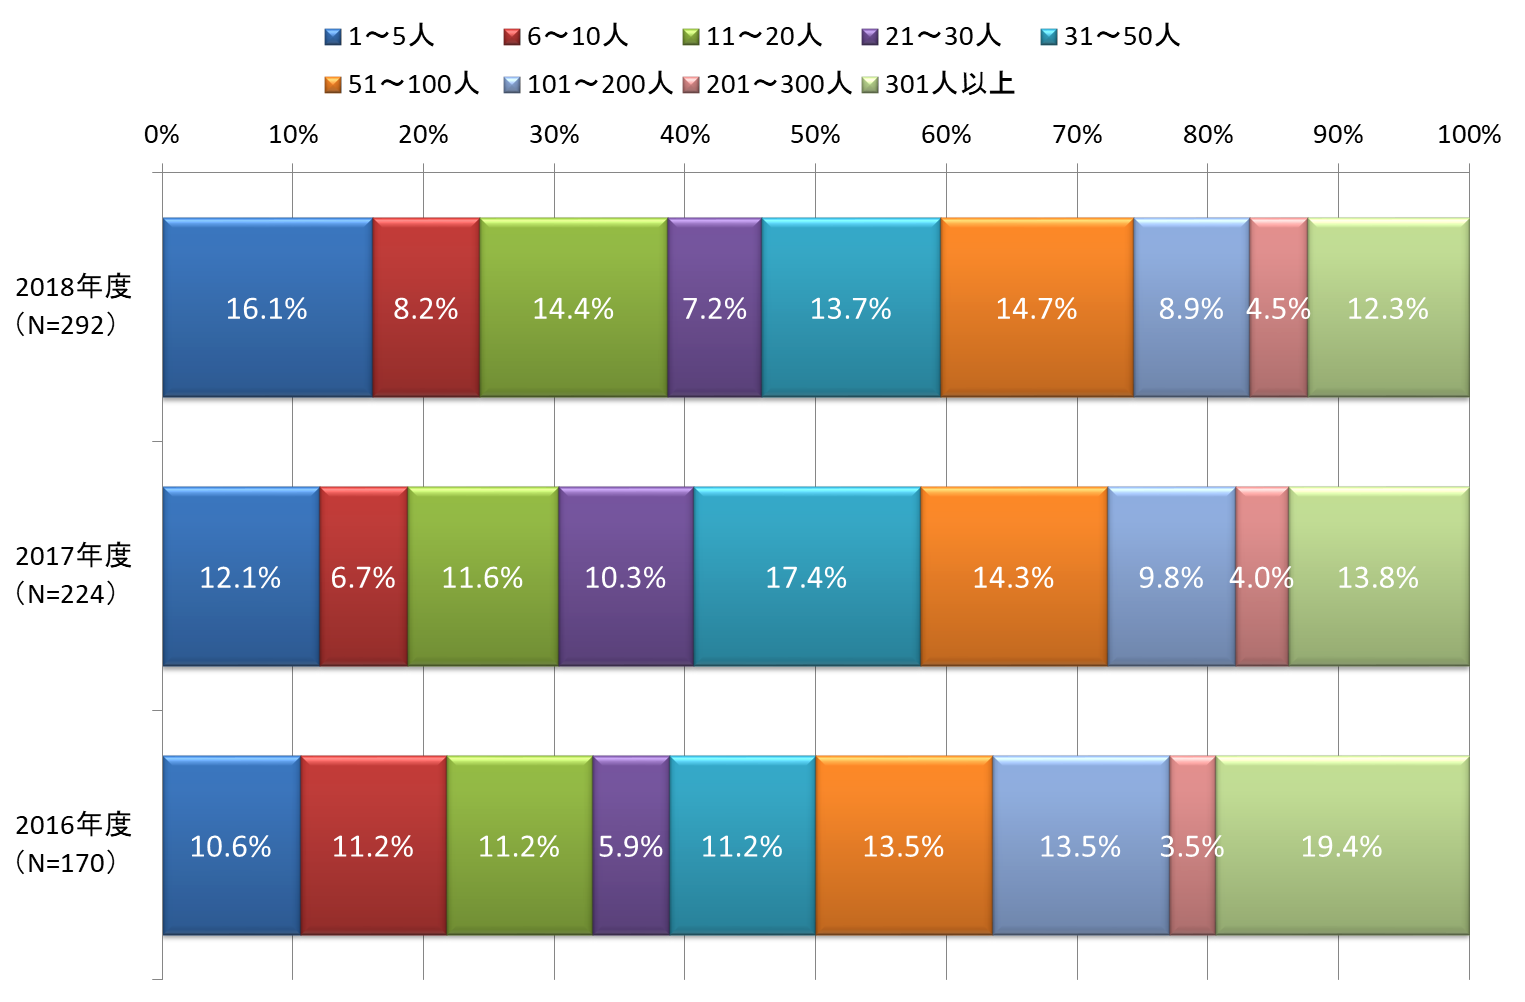 1～5人 6～10人 11～20人 21～30人 31～50人
51～100人 101～200人 201～300人 301人以上
0% 10% 20% 30% 40% 50% 60% 70% 80% 90% 100%
2018年度
（N=292）
16.1% 8.2% 14.4% 7.2% 13.7% 14.7% 8.9% 4.5% 12.3%
2017年度
（N=224）
12.1% 6.7% 11.6% 10.3% 17.4% 14.3% 9.8% 4.0% 13.8%
2016年度
（N=170）
10.6% 11.2% 11.2% 5.9% 11.2% 13.5% 13.5% 3.5% 19.4%